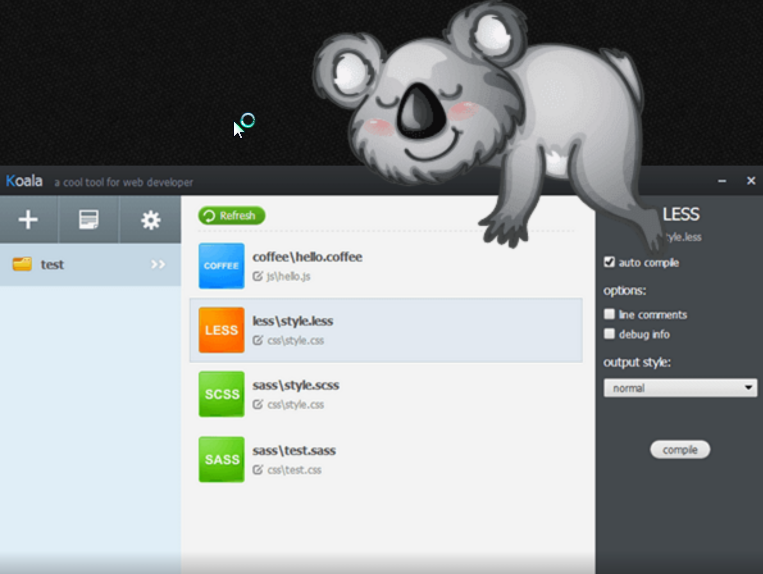 Koala a cool tool for web developer
test
Refresh
COFFEE
coffee\hello.coffee
js\hello.js
LESS
less\style.less
css\style.css
SCSS
sass\style.scss
css\style.css
SASS
sass\test.sass
css\test.css
LESS
yle.less
auto compile
options:
line comments
debug info
output style:
normal
compile